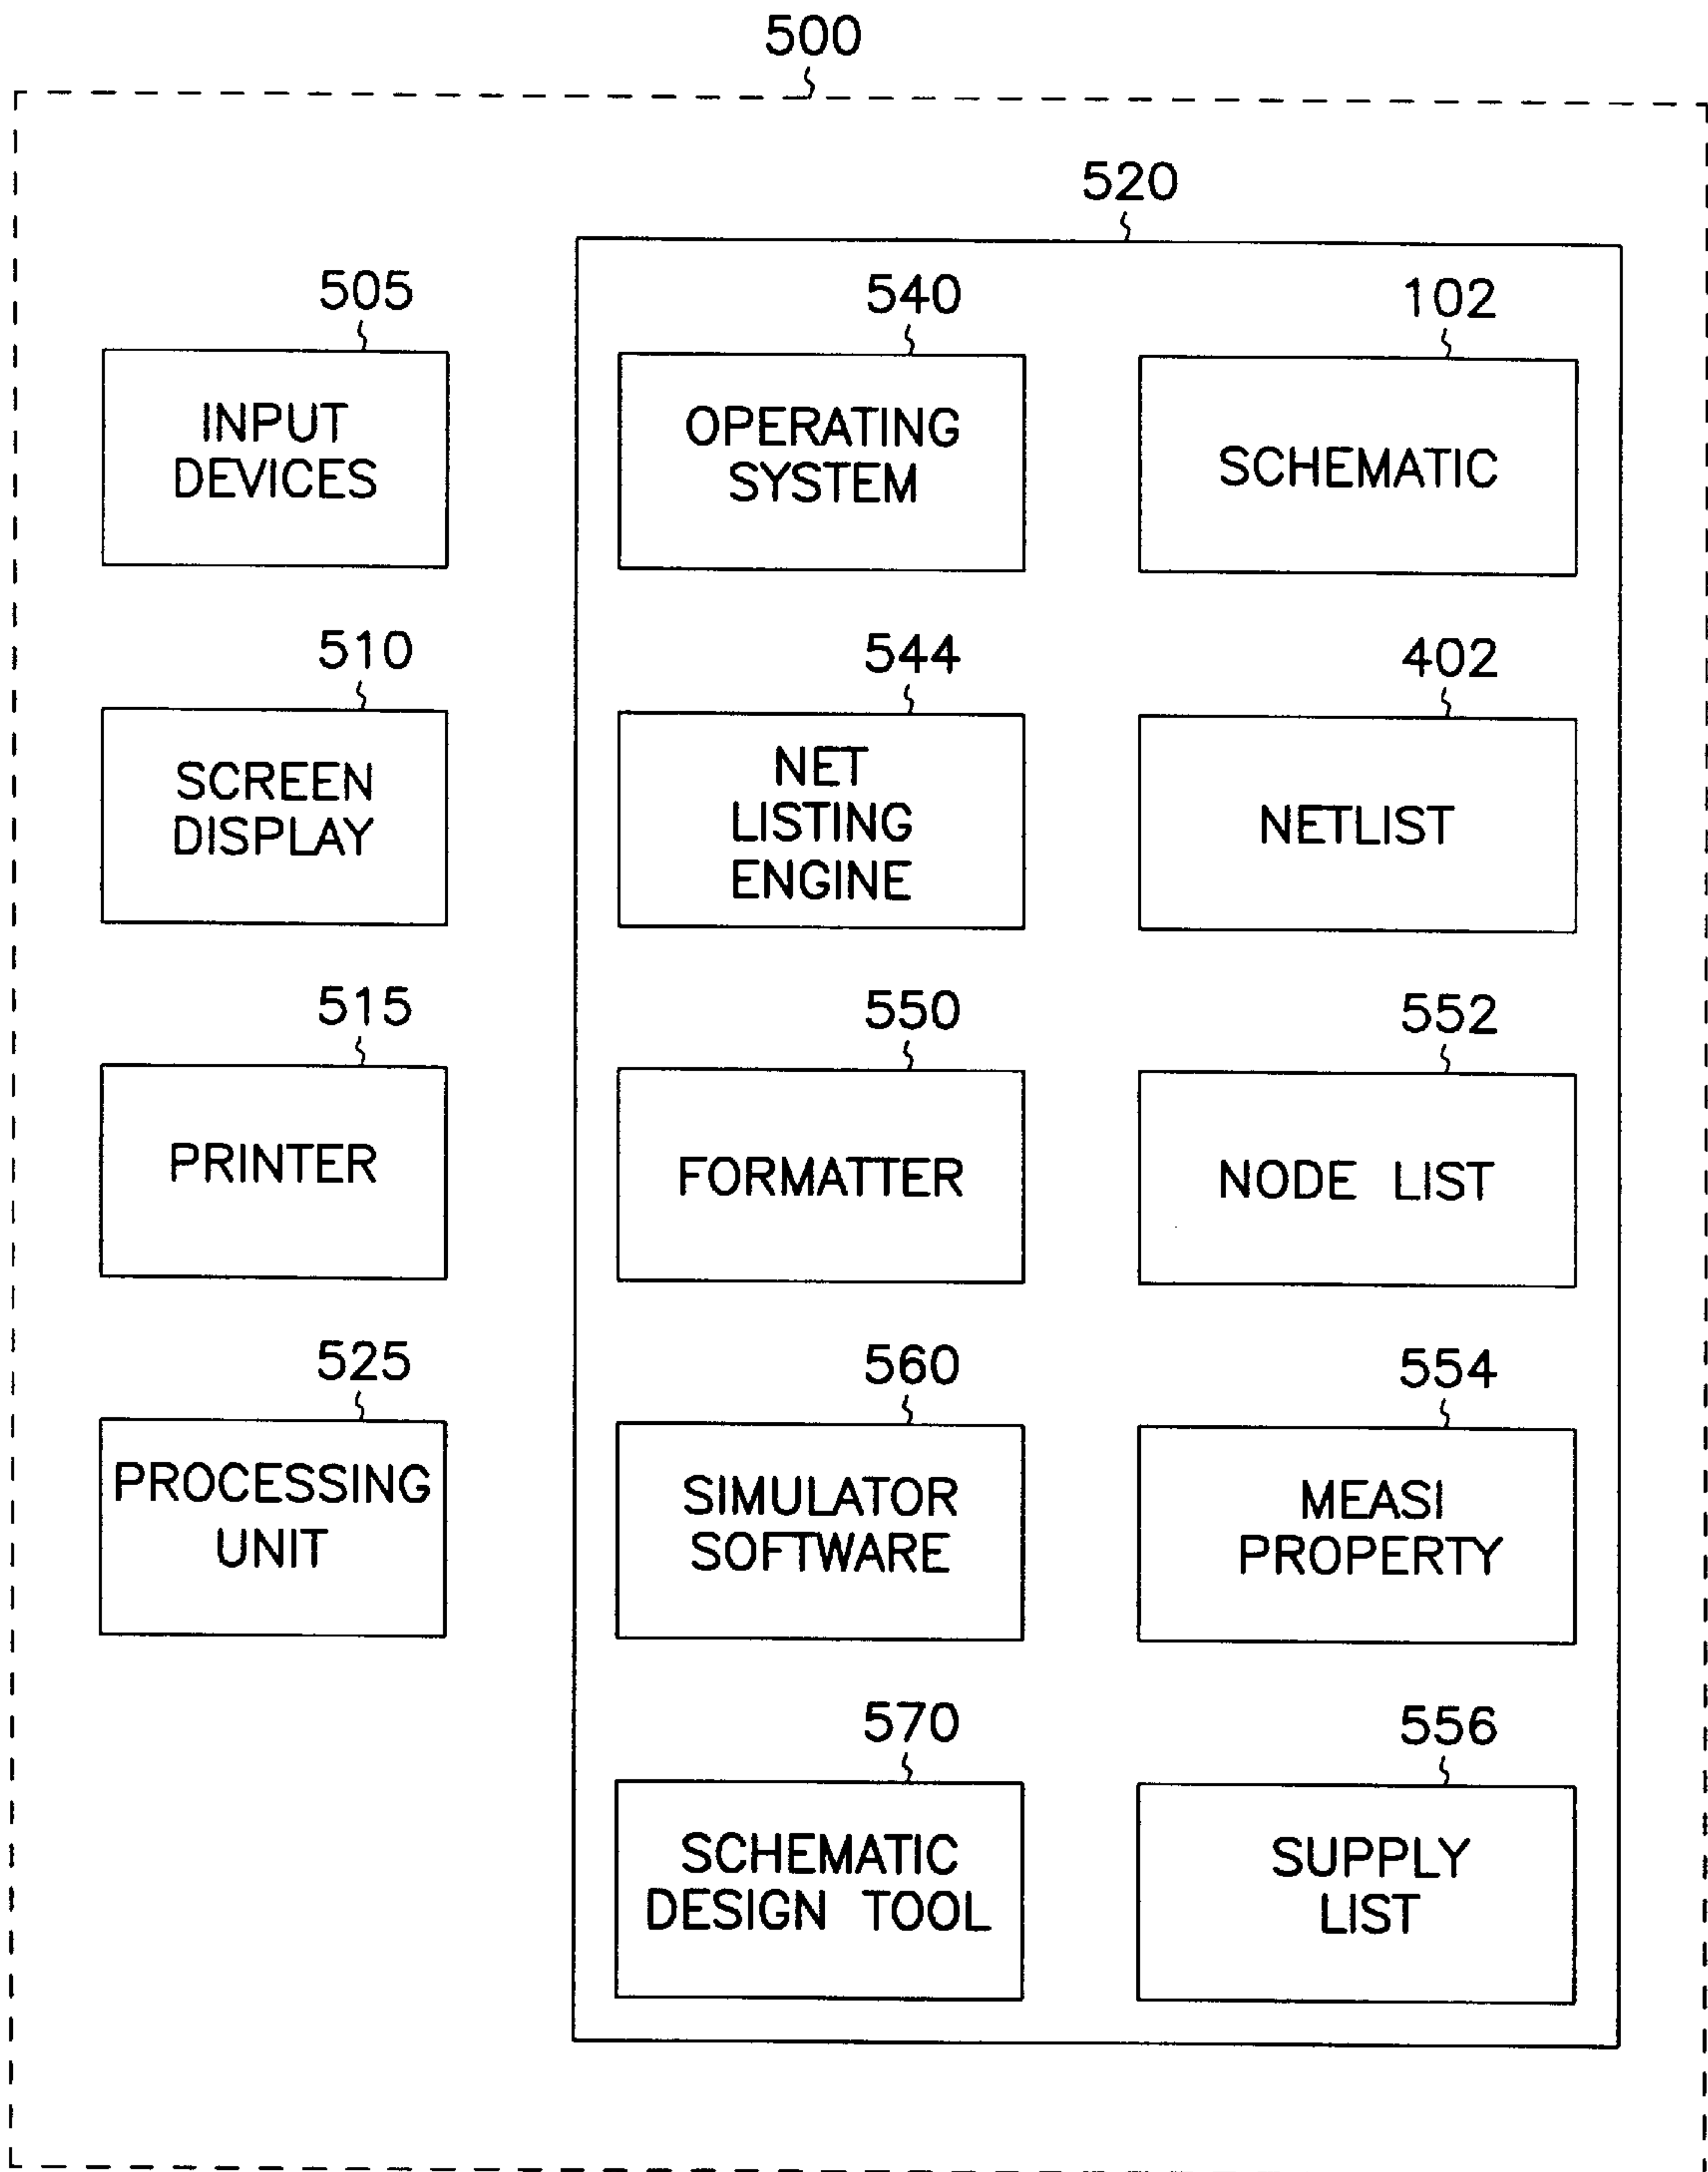 500
520
505
540
102
INPUT
DEVICES
OPERATING
SYSTEM
SCHEMATIC
510
544
402
SCREEN
DISPLAY
NET
LISTING
ENGINE
NETLIST
515
550
552
PRINTER
FORMATTER
NODE LIST
525
560
554
PROCESSING
UNIT
SIMULATOR
SOFTWARE
MEASI
PROPERTY
570
556
SCHEMATIC
DESIGN TOOL
SUPPLY
LIST